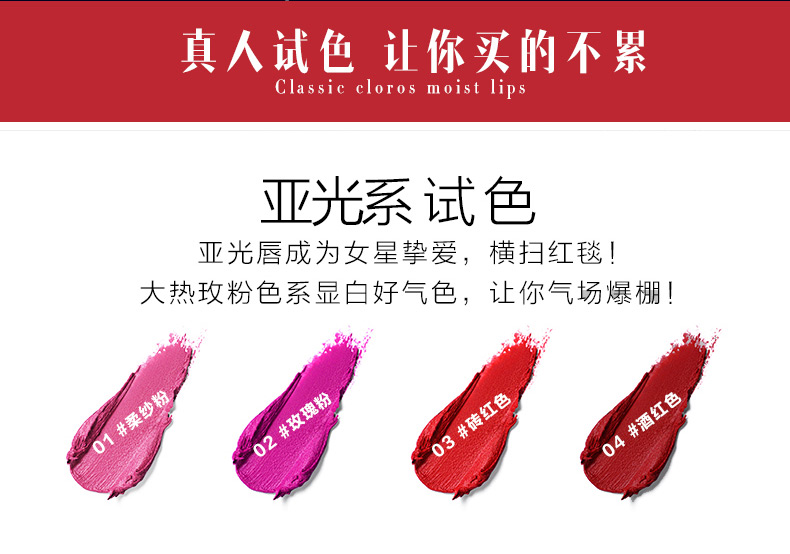 真人试色 让你买的不累
Classic cloros moist lips
亚光系试色
亚光唇成为女星挚爱，横扫红毯！
大热玫粉色系显白好气色，让你气场爆棚！
01 #柔纱粉
02 #玫瑰粉
03 #砖红色
04 #酒红色